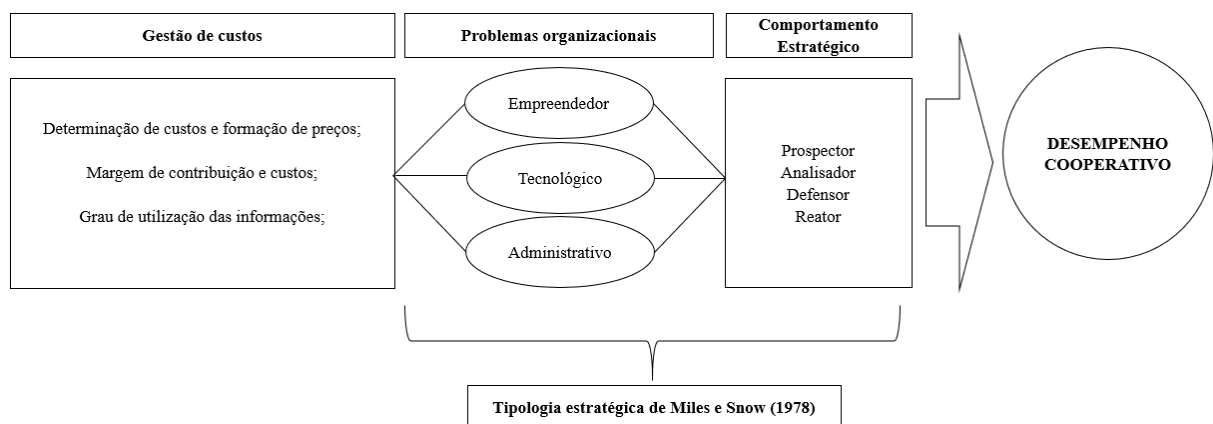 Gestão de custos
Problemas organizacionais
Comportamento
Estratégico
Determinação de custos e formação de preços;
Margem de contribuição e custos;
Grau de utilização das informações;
Empreendedor
Tecnológico
Administrativo
Prospector
Analisador
Defensor
Reator
DESEMPENHO
COOPERATIVO
Tipologia estratégica de Miles e Snow (1978)